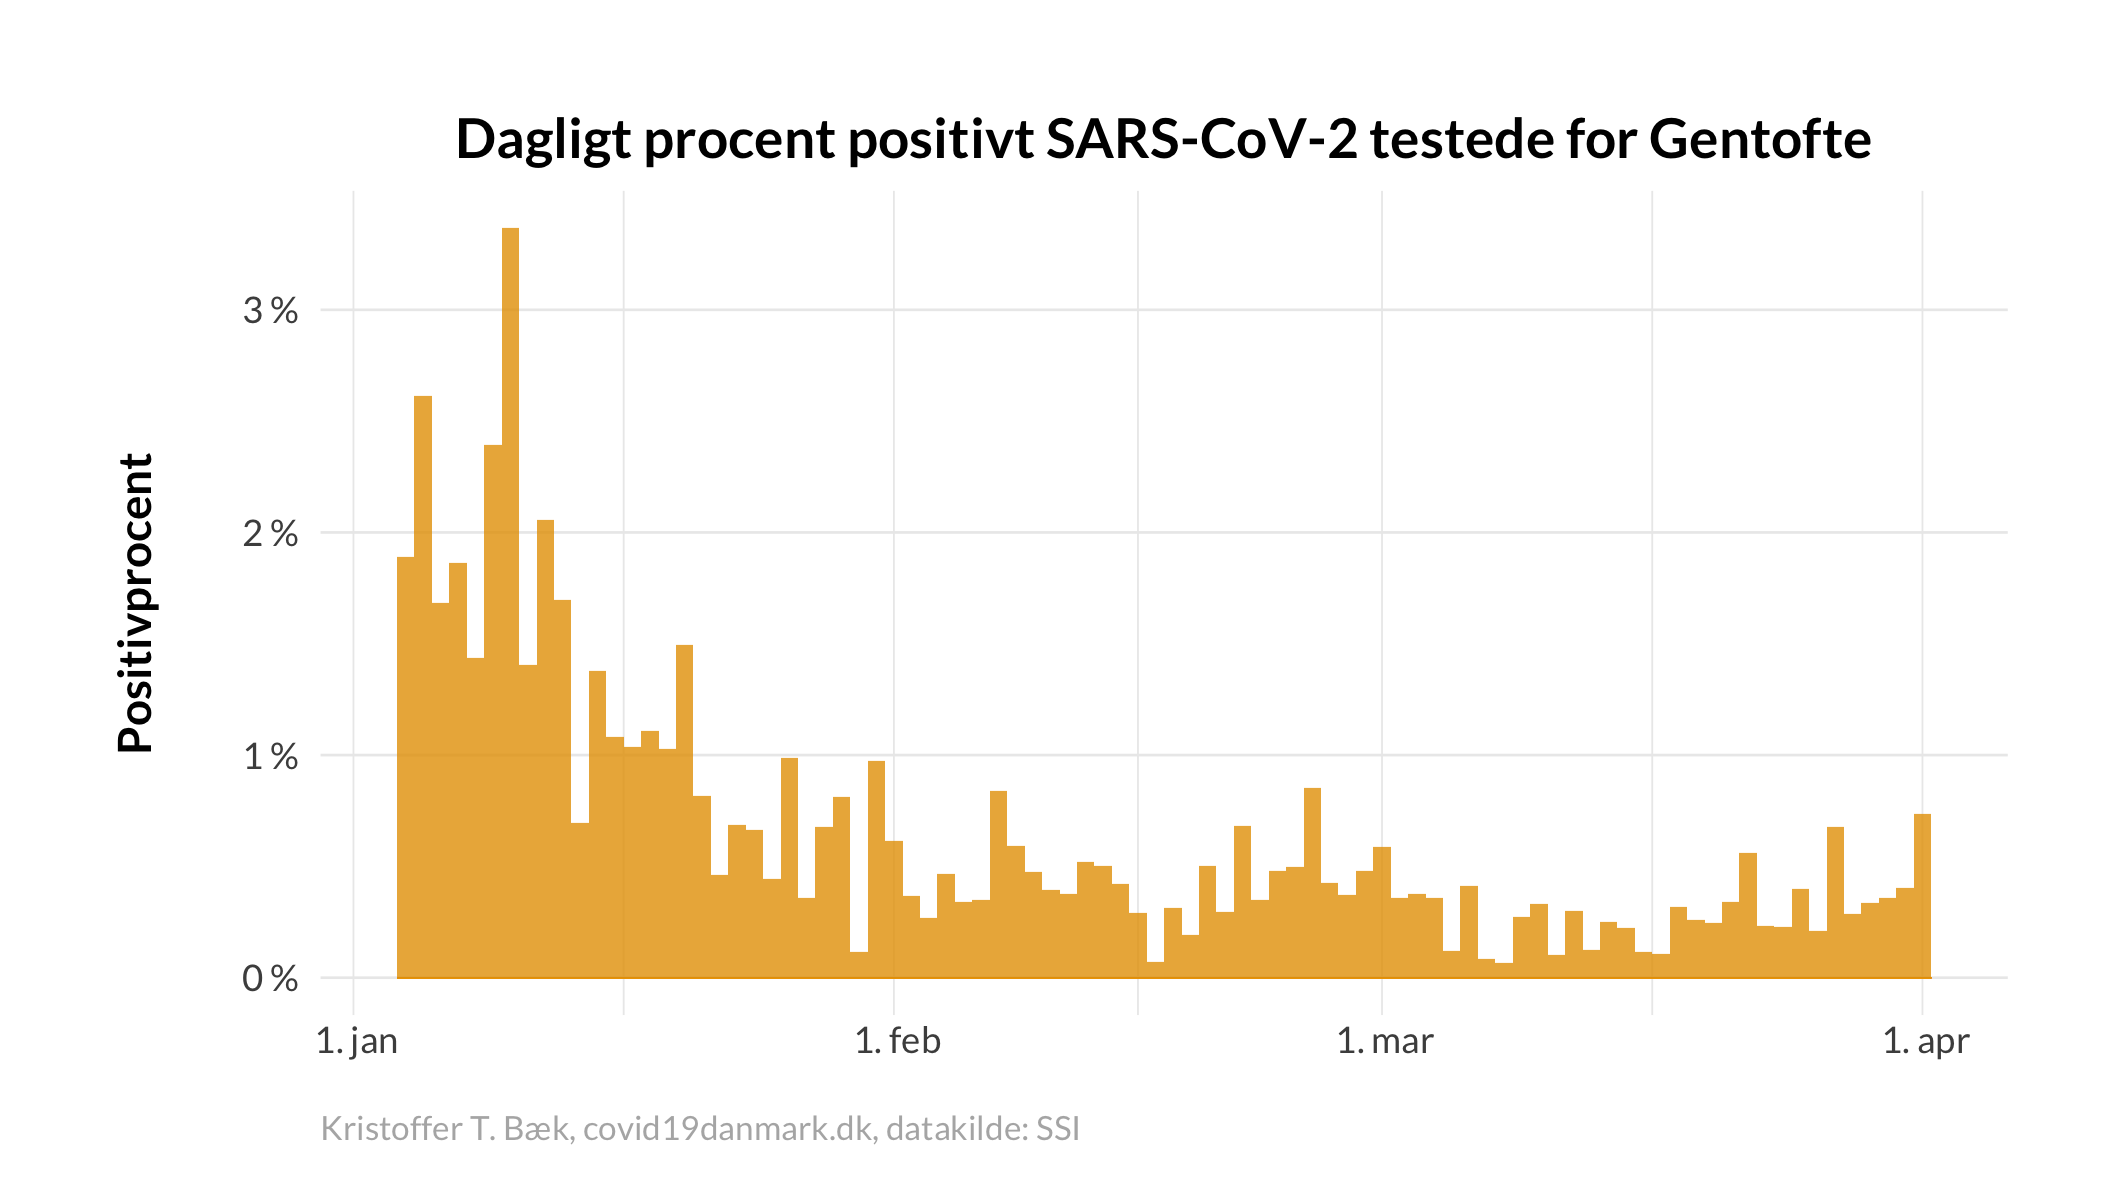 Dagligt procent positivt SARS-CoV-2 testede for Gentofte
Positivprocent
3 %
2 %
1 %
0 %
1. jan
1. feb
1. mar
1. apr
Kristoffer T. Bæk, covid19danmark.dk, datakilde: SSI